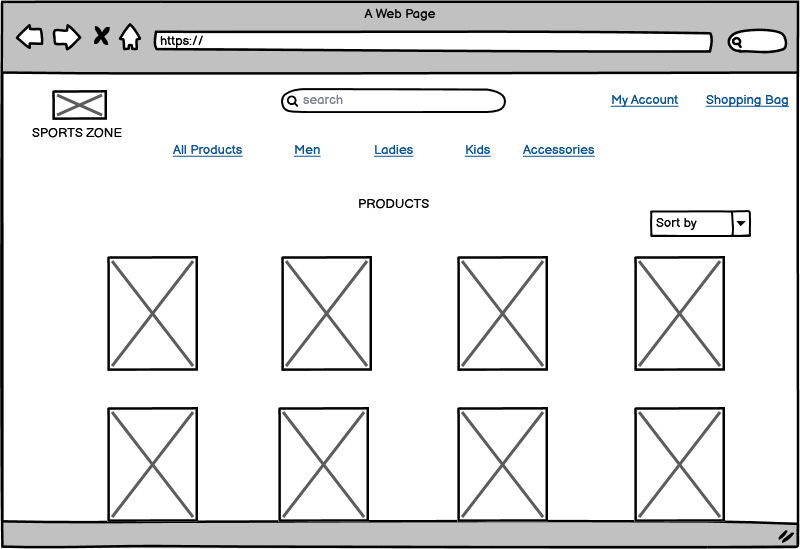 A Web Page
https://
search
My Account
Shopping Bag
SPORTS ZONE
All Products
Men
Ladies
Kids
Accessories
PRODUCTS
Sort by